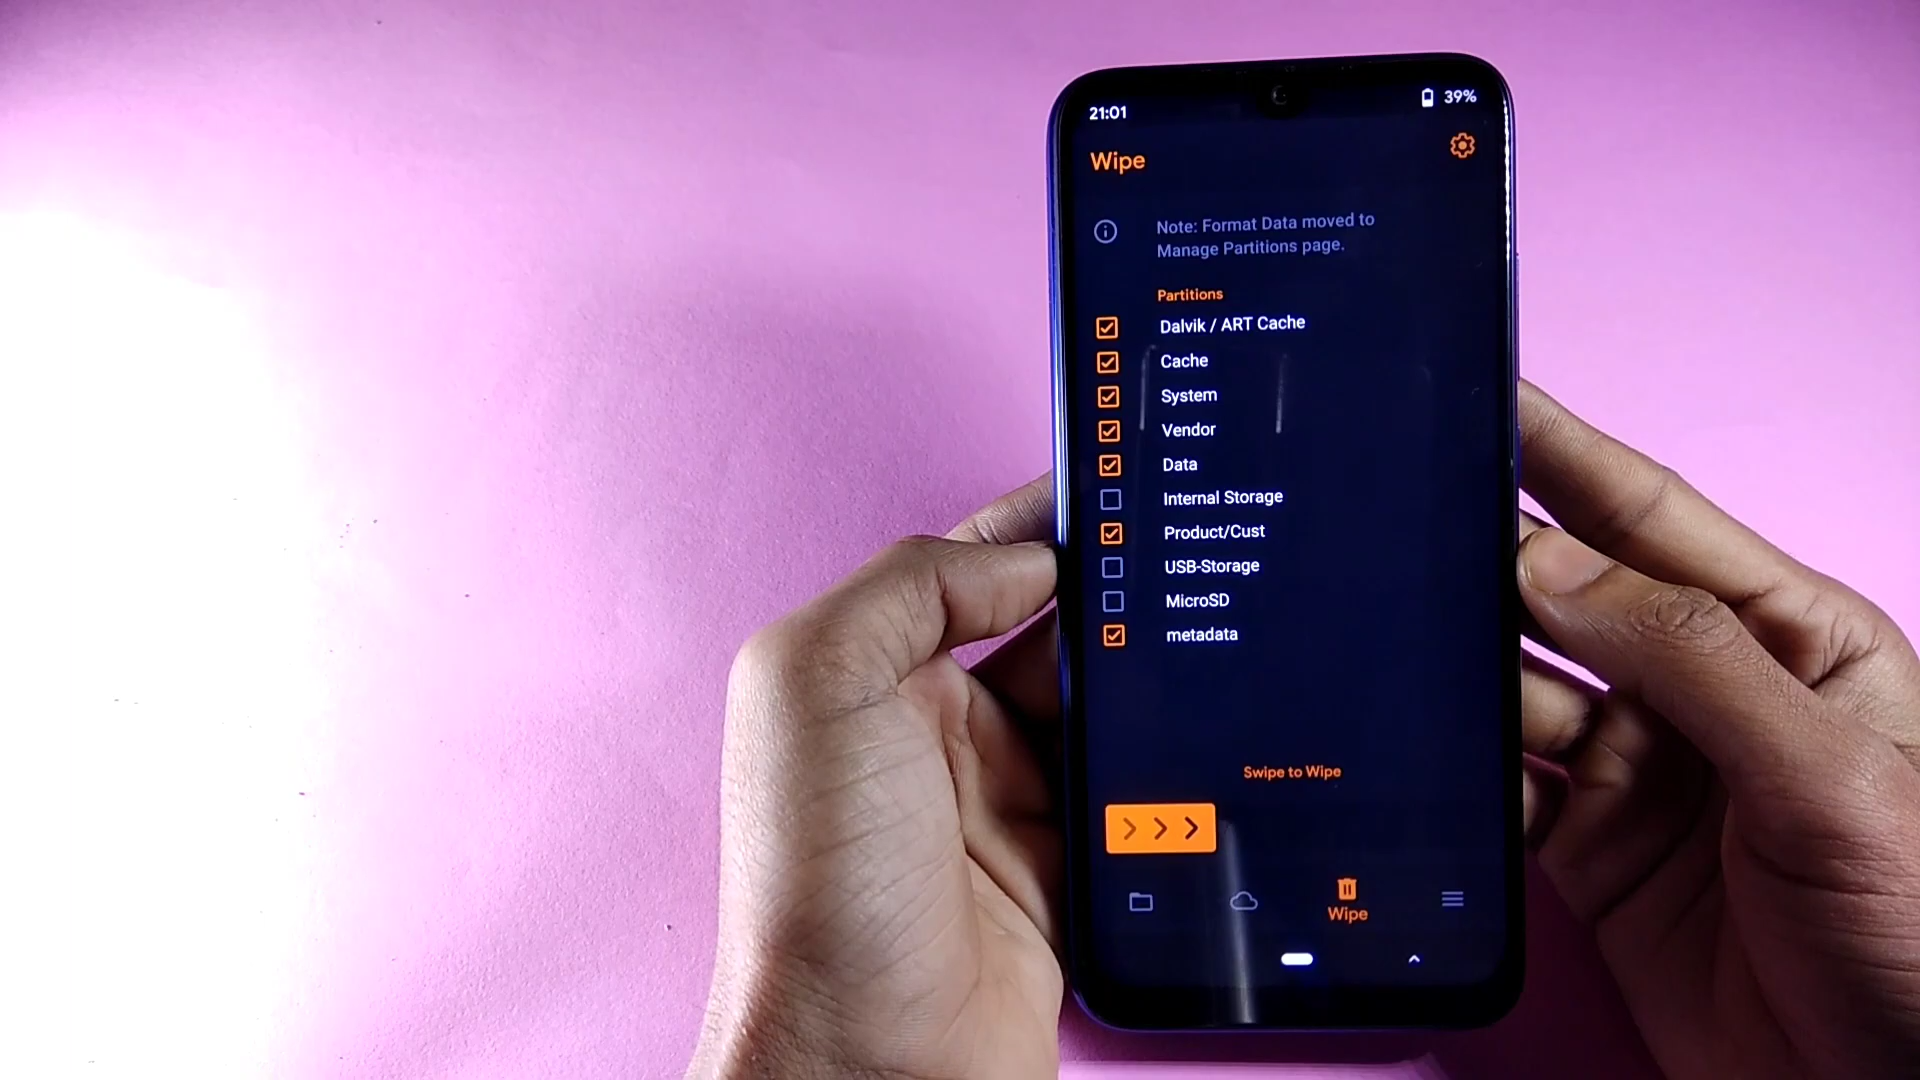 21:01
39%
Wipe
Note: Format Data moved to
Manage Partitions page.
Partitions
Dalvik / ART Cache
Cache
System
Vendor
Data
Internal Storage
Product/Cust
USB-Storage
MicroSD
metadata
Swipe to Wipe
Wipe